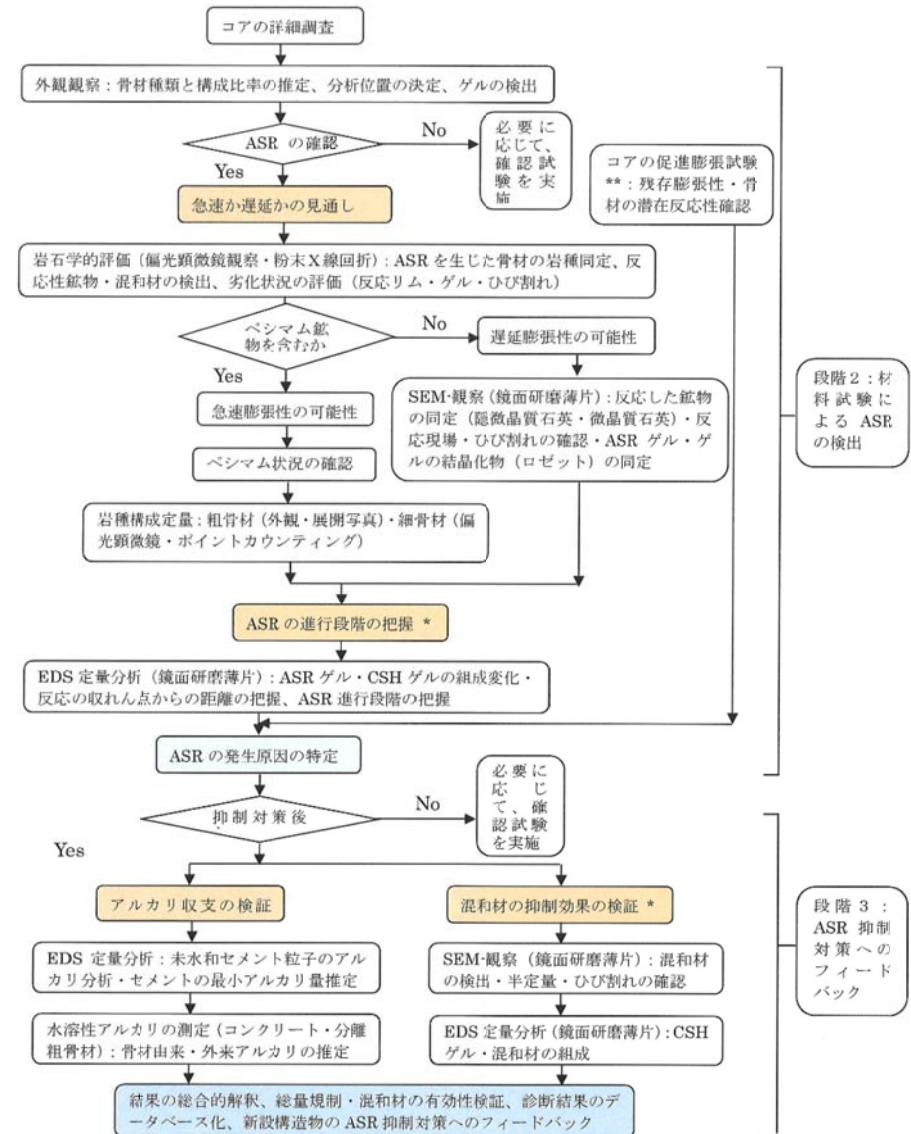 コアの詳細調査
外観観察：骨材種類と構成比率の推定、分析位置の決定、ゲルの検出
ASR の確認
No
Yes
必要に
応じて、
確認試
験を実
施
コアの促進膨張試験
**：残存膨張性・骨
材の潜在反応性確認
急速か遅延かの見通し
岩石学的評価（偏光顕微鏡観察・粉末X線回折）：ASR を生じた骨材の岩種同定、反
応性鉱物・混和材の検出、劣化状況の評価（反応リム・ゲル・ひび割れ）
ペシマム鉱
物を含むか
No
Yes
遅延膨張性の可能性
急速膨張性の可能性
SEM-観察（鏡面研磨薄片）：反応した鉱物
の同定（隠微晶質石英・微晶質石英）・反
応現場・ひび割れの確認・ASR ゲル・ゲ
ルの結晶化物（ロゼット）の同定
段階2：材
料試験に
よる ASR
の検出
ペシマム状況の確認
岩種構成定量：粗骨材（外観・展開写真）・細骨材（偏
光顕微鏡・ポイントカウンティング）
ASR の進行段階の把握 *
EDS 定量分析（鏡面研磨薄片）：ASR ゲル・CSH ゲルの組成変化・
反応の収れん点からの距離の把握、ASR 進行段階の把握
ASR の発生原因の特定
抑制対策後
No
Yes
必要に
応じ
て、確
認試験
を実施
アルカリ収支の検証
混和材の抑制効果の検証 *
EDS 定量分析：未水和セメント粒子のアル
カリ分析・セメントの最小アルカリ量推定
SEM-観察（鏡面研磨薄片）：混和材
の検出・半定量・ひび割れの確認
水溶性アルカリの測定（コンクリート・分離
粗骨材）：骨材由来・外来アルカリの推定
EDS 定量分析（鏡面研磨薄片）：CSH
ゲル・混和材の組成
段階3：
ASR 抑制
対策への
フィード
バック
結果の総合的解釈、総量規制・混和材の有効性検証、診断結果のデ
ータベース化、新設構造物の ASR 抑制対策へのフィードバック